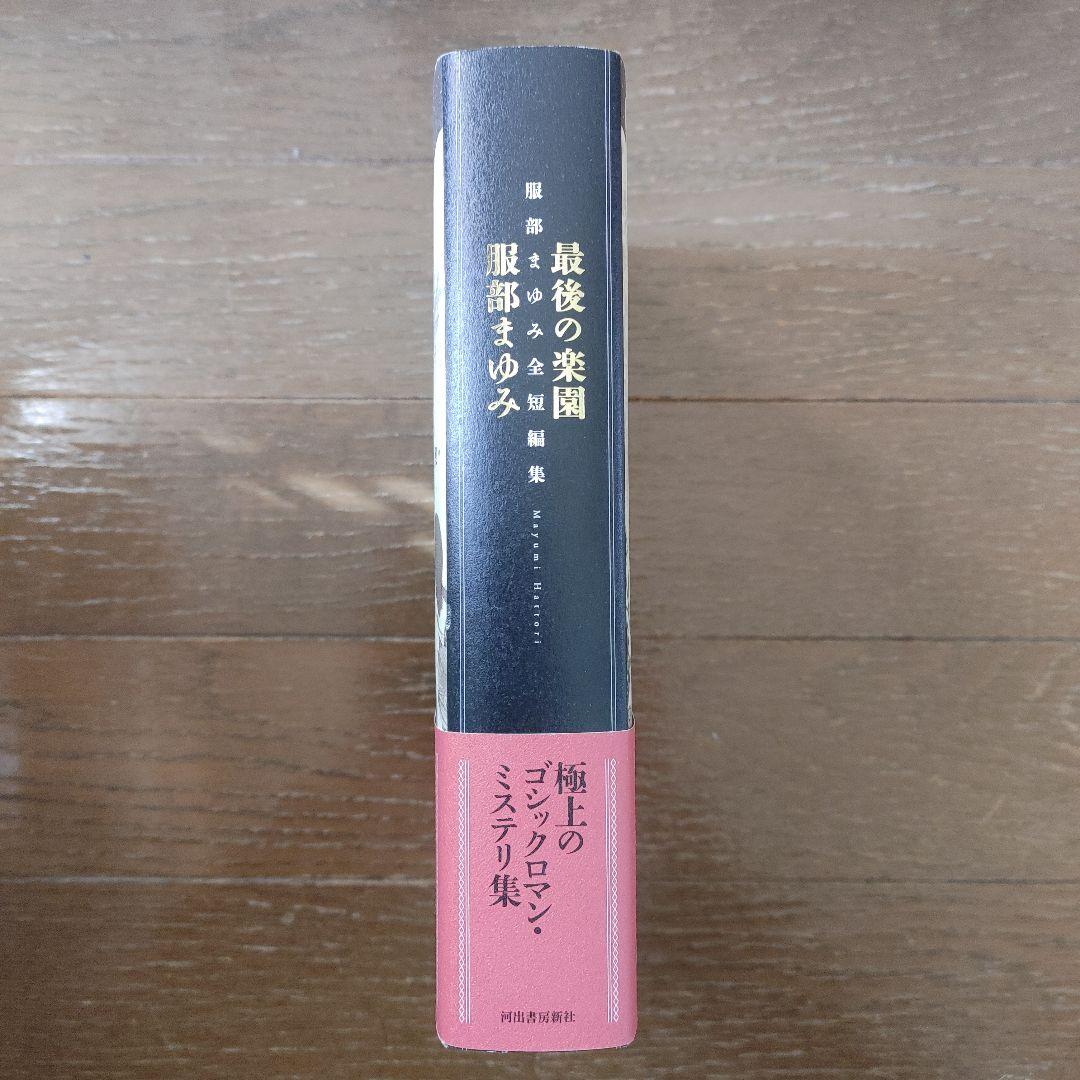 最後の楽園
服部まゆみ全短編集
服部まゆみ
Mayumi Hattori
極上の
ゴシックロマン・
ミステリ集
河出書房新社